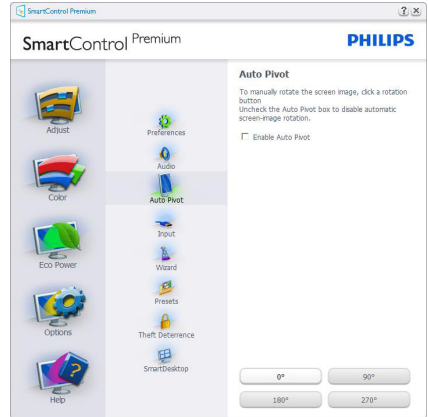 SmartControl Premium
? ×
SmartControl Premium
PHILIPS
Adjust
Color
Eco Power
Options
Help
Preferences
Audio
Auto Pivot
Input
Wizard
Presets
Theft Deterrence
SmartDesktop
Auto Pivot
To manually rotate the screen image, click a rotation
button
Uncheck the Auto Pivot box to disable automatic
screen-image rotation.
Enable Auto Pivot
0°
90°
180°
270°